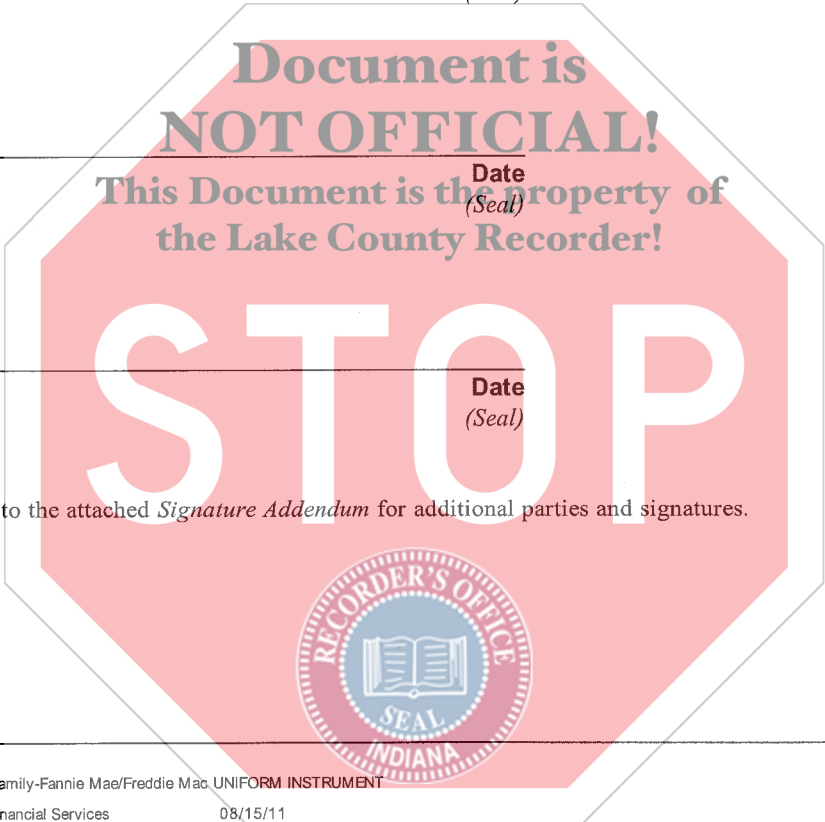 Document is
NOT OFFICIAL!
Date
This Document is the property of
(Seal)
the Lake County Recorder!
STOP
Date
(Seal)
to the attached Signature Addendum for additional parties and signatures.
RECORDER'S OFFICE
SEAL
INDIANA
amily-Fannie Mae/Freddie Mac UNIFORM INSTRUMENT
nancial Services 08/15/11